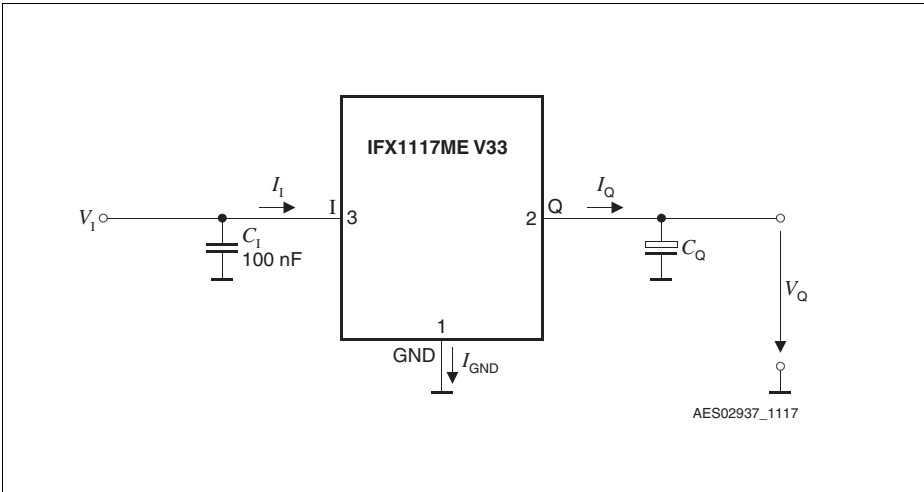 IFX1117ME V33
I_I
I_Q
V_I
I
3
2
Q
C_I
100 nF
C_Q
V_Q
1
GND
I_GND
AES02937_1117